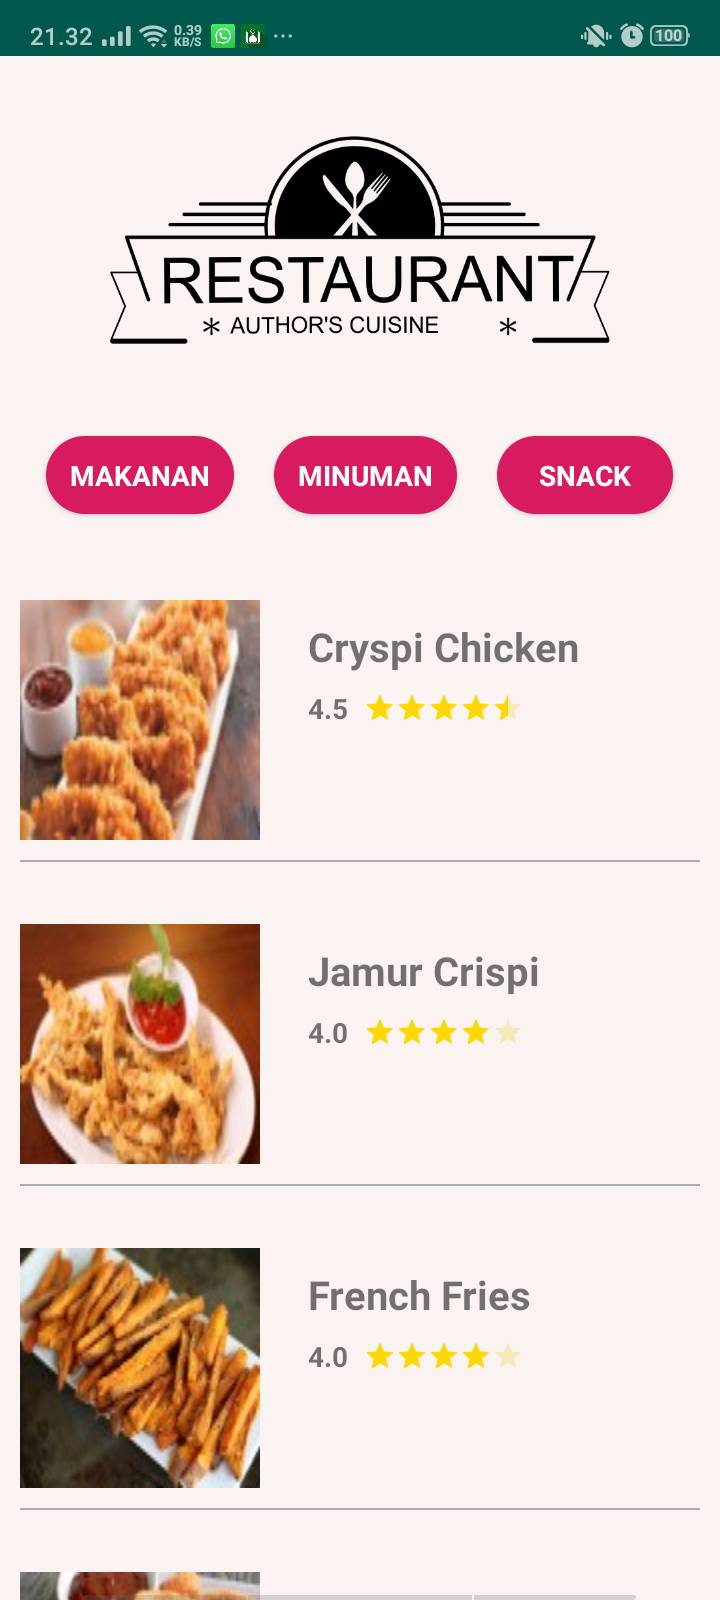 21.32 0.39 KB/S 100
RESTAURANT
* AUTHOR'S CUISINE *
MAKANAN MINUMAN SNACK
Cryspi Chicken
4.5
Jamur Crispi
4.0
French Fries
4.0